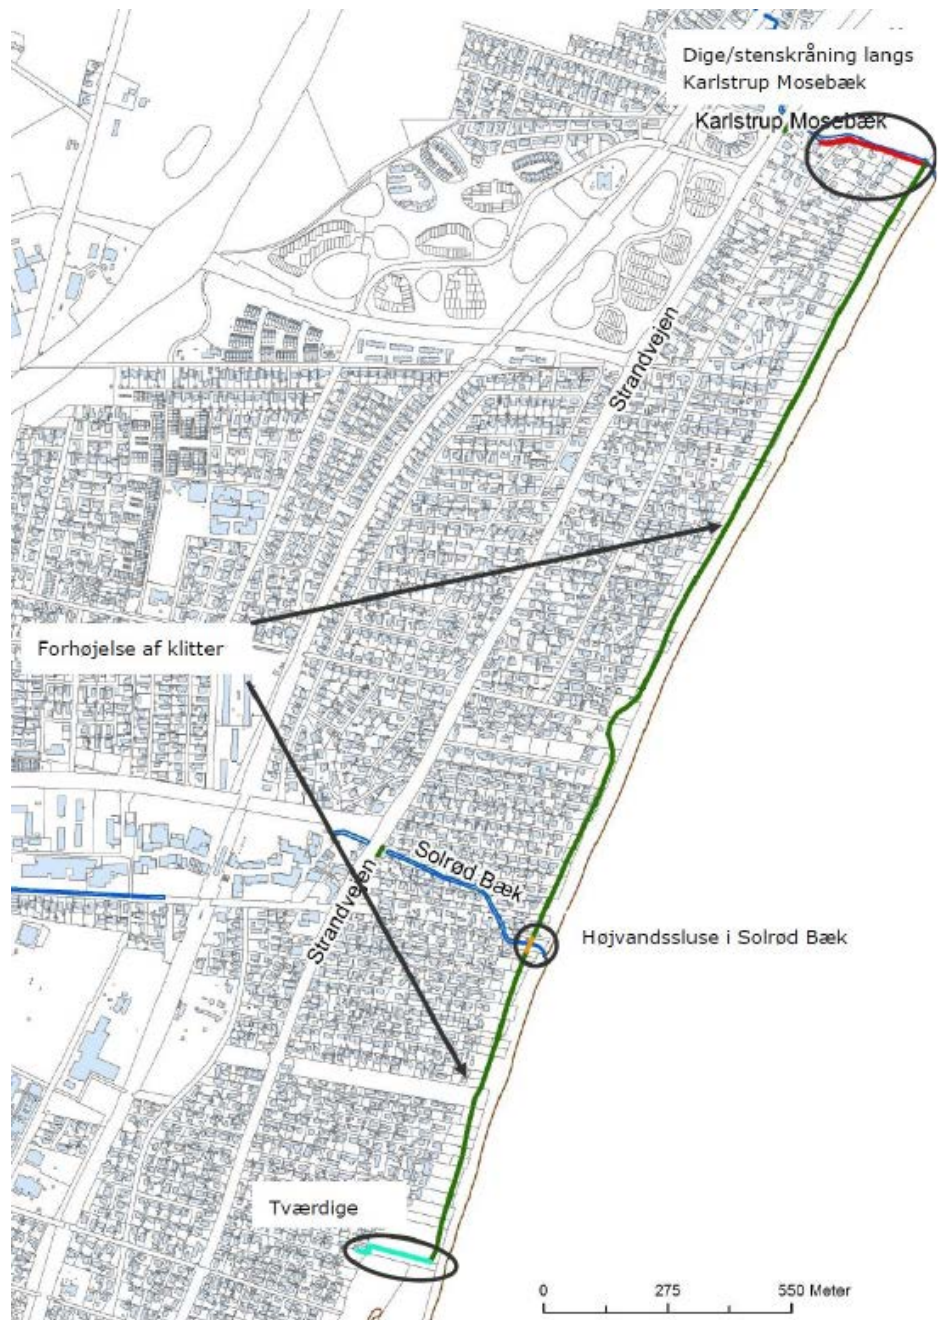 Dige/stenskråning langs
Karlstrup Mosebæk
Karlstrup Mosebæk
Strandvejen
Forhøjelse af klitter
Solrød Bæk
Strandvejen
Højvandssluse i Solrød Bæk
Tværdige
0 275 550 Meter